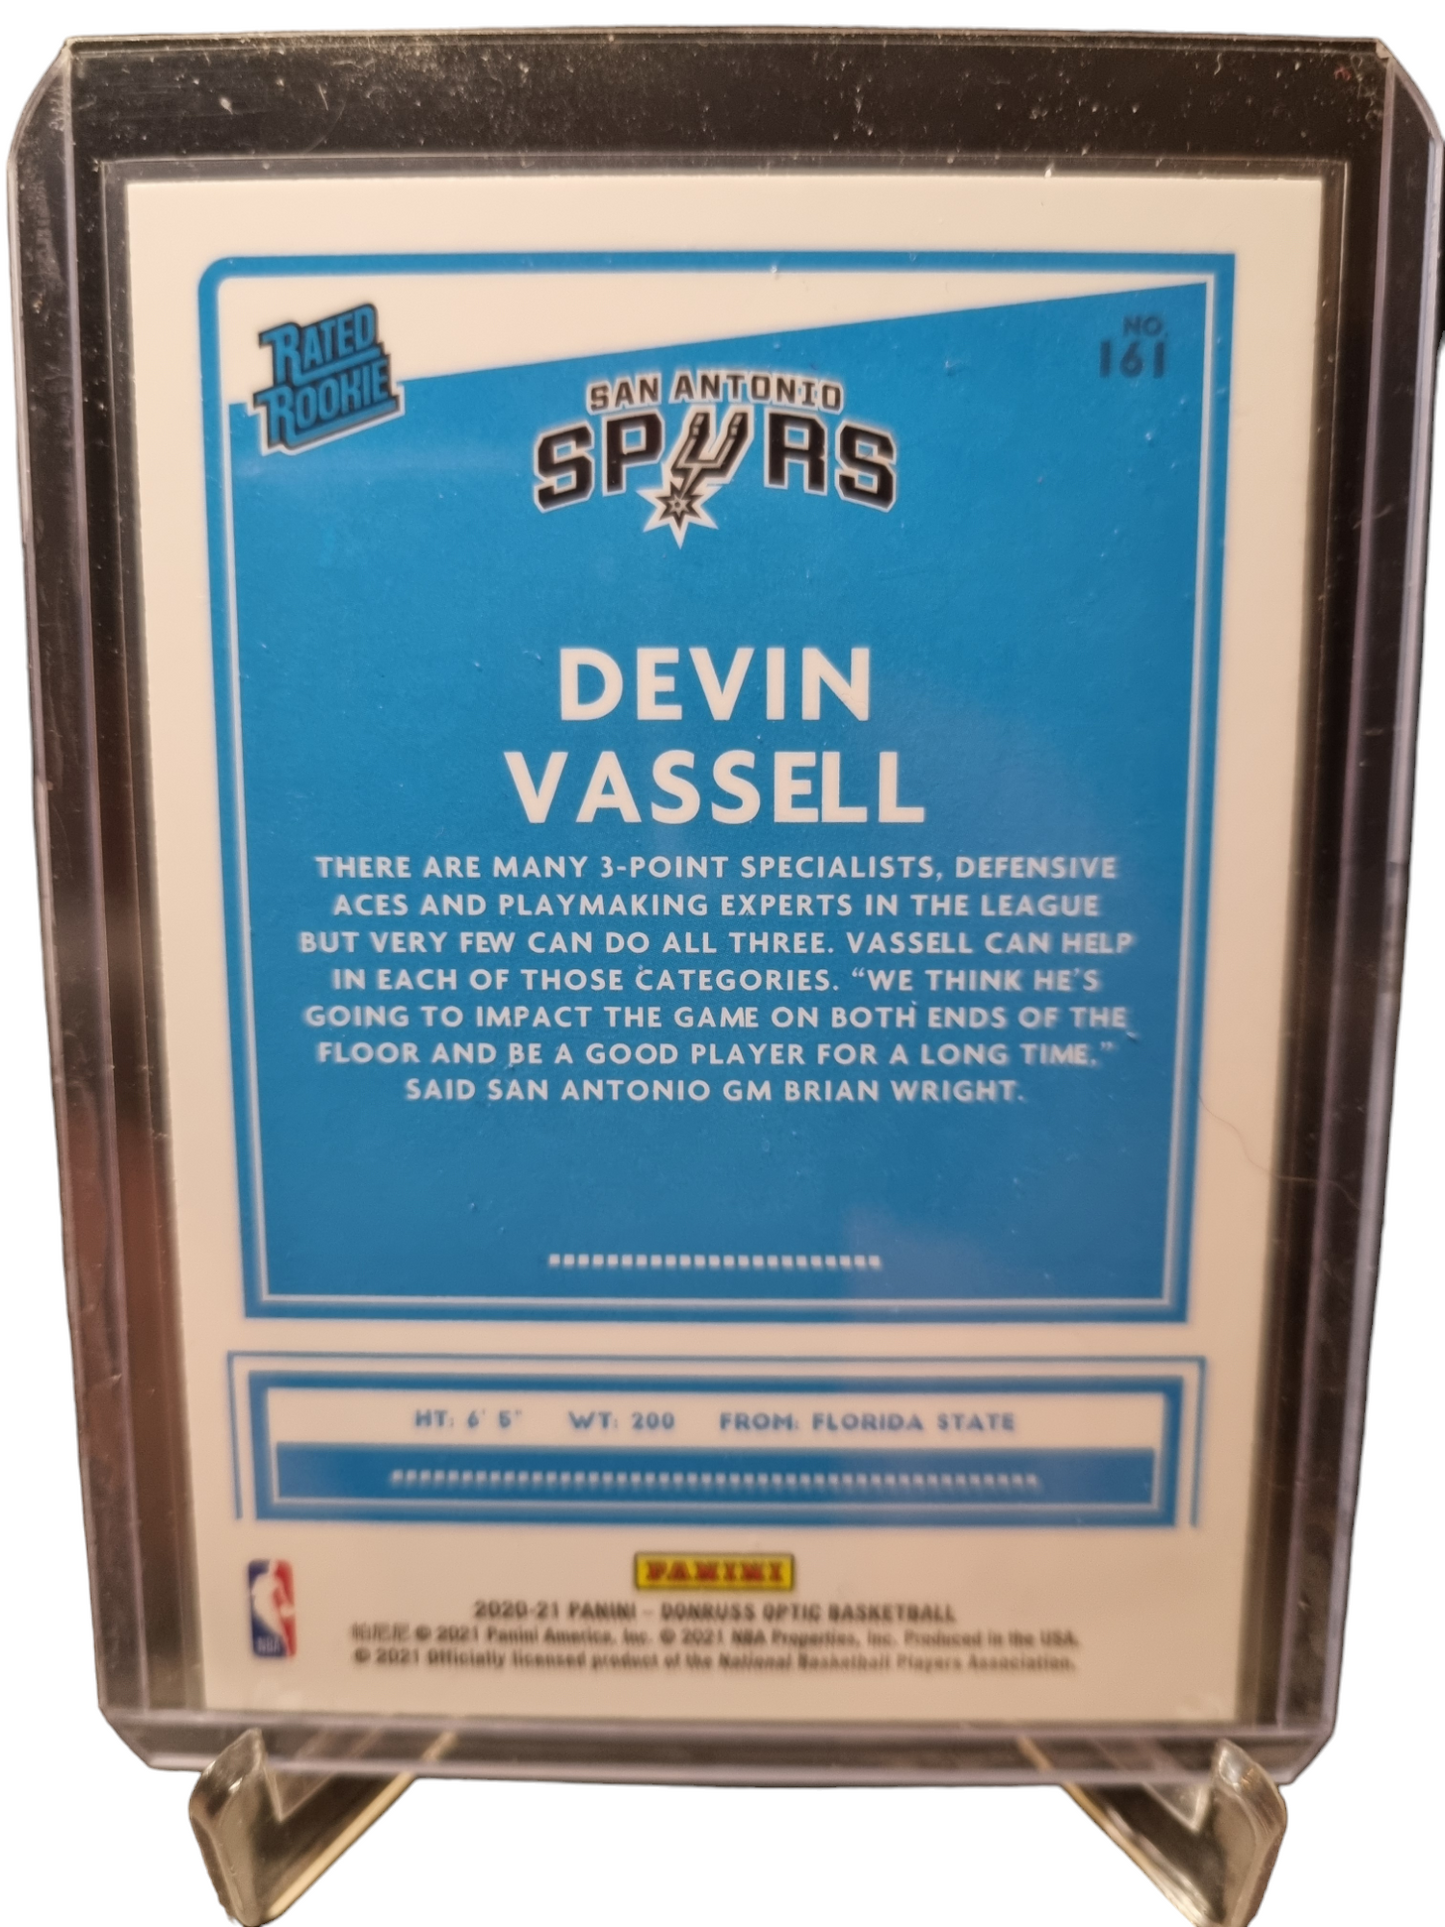 RATED
ROOKIE
NO.
161
SAN ANTONIO
SPURS
DEVIN
VASSELL
THERE ARE MANY 3-POINT SPECIALISTS, DEFENSIVE
ACES AND PLAYMAKING EXPERTS IN THE LEAGUE
BUT VERY FEW CAN DO ALL THREE. VASSELL CAN HELP
IN EACH OF THOSE CATEGORIES. “WE THINK HE’S
GOING TO IMPACT THE GAME ON BOTH ENDS OF THE
FLOOR AND BE A GOOD PLAYER FOR A LONG TIME,”
SAID SAN ANTONIO GM BRIAN WRIGHT.
HT: 6' 5" WT: 200 FROM: FLORIDA STATE
PANINI
NBA
2020-21 PANINI – DONRUSS OPTIC BASKETBALL
帕尼尼 © 2021 Panini America, Inc. © 2021 NBA Properties, Inc. Produced in the USA.
© 2021 Officially licensed product of the National Basketball Players Association.